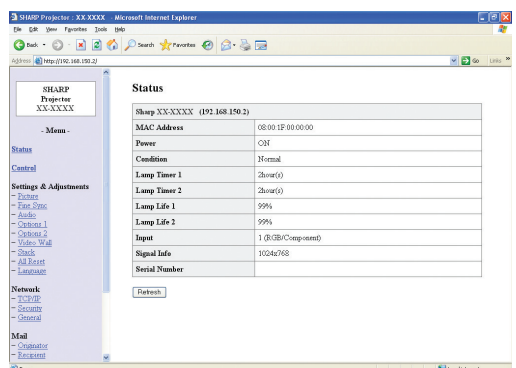 SHARP Projector : XX-XXXX - Microsoft Internet Explorer
File Edit View Favorites Tools Help
Back Search Favorites
Address http://192.168.150.2/ Go Links »
SHARP
Projector
XX-XXXX
- Menu -
Status
Control
Settings & Adjustments
- Picture
- Fine Sync
- Audio
- Options 1
- Options 2
- Video Wall
- Stack
- All Reset
- Language
Network
- TCP/IP
- Security
- General
Mail
- Originator
- Recipient
Status
Sharp XX-XXXX (192.168.150.2)
MAC Address 08:00:1F:00:00:00
Power ON
Condition Normal
Lamp Timer 1 2hour(s)
Lamp Timer 2 2hour(s)
Lamp Life 1 99%
Lamp Life 2 99%
Input 1 (RGB/Component)
Signal Info 1024x768
Serial Number
Refresh